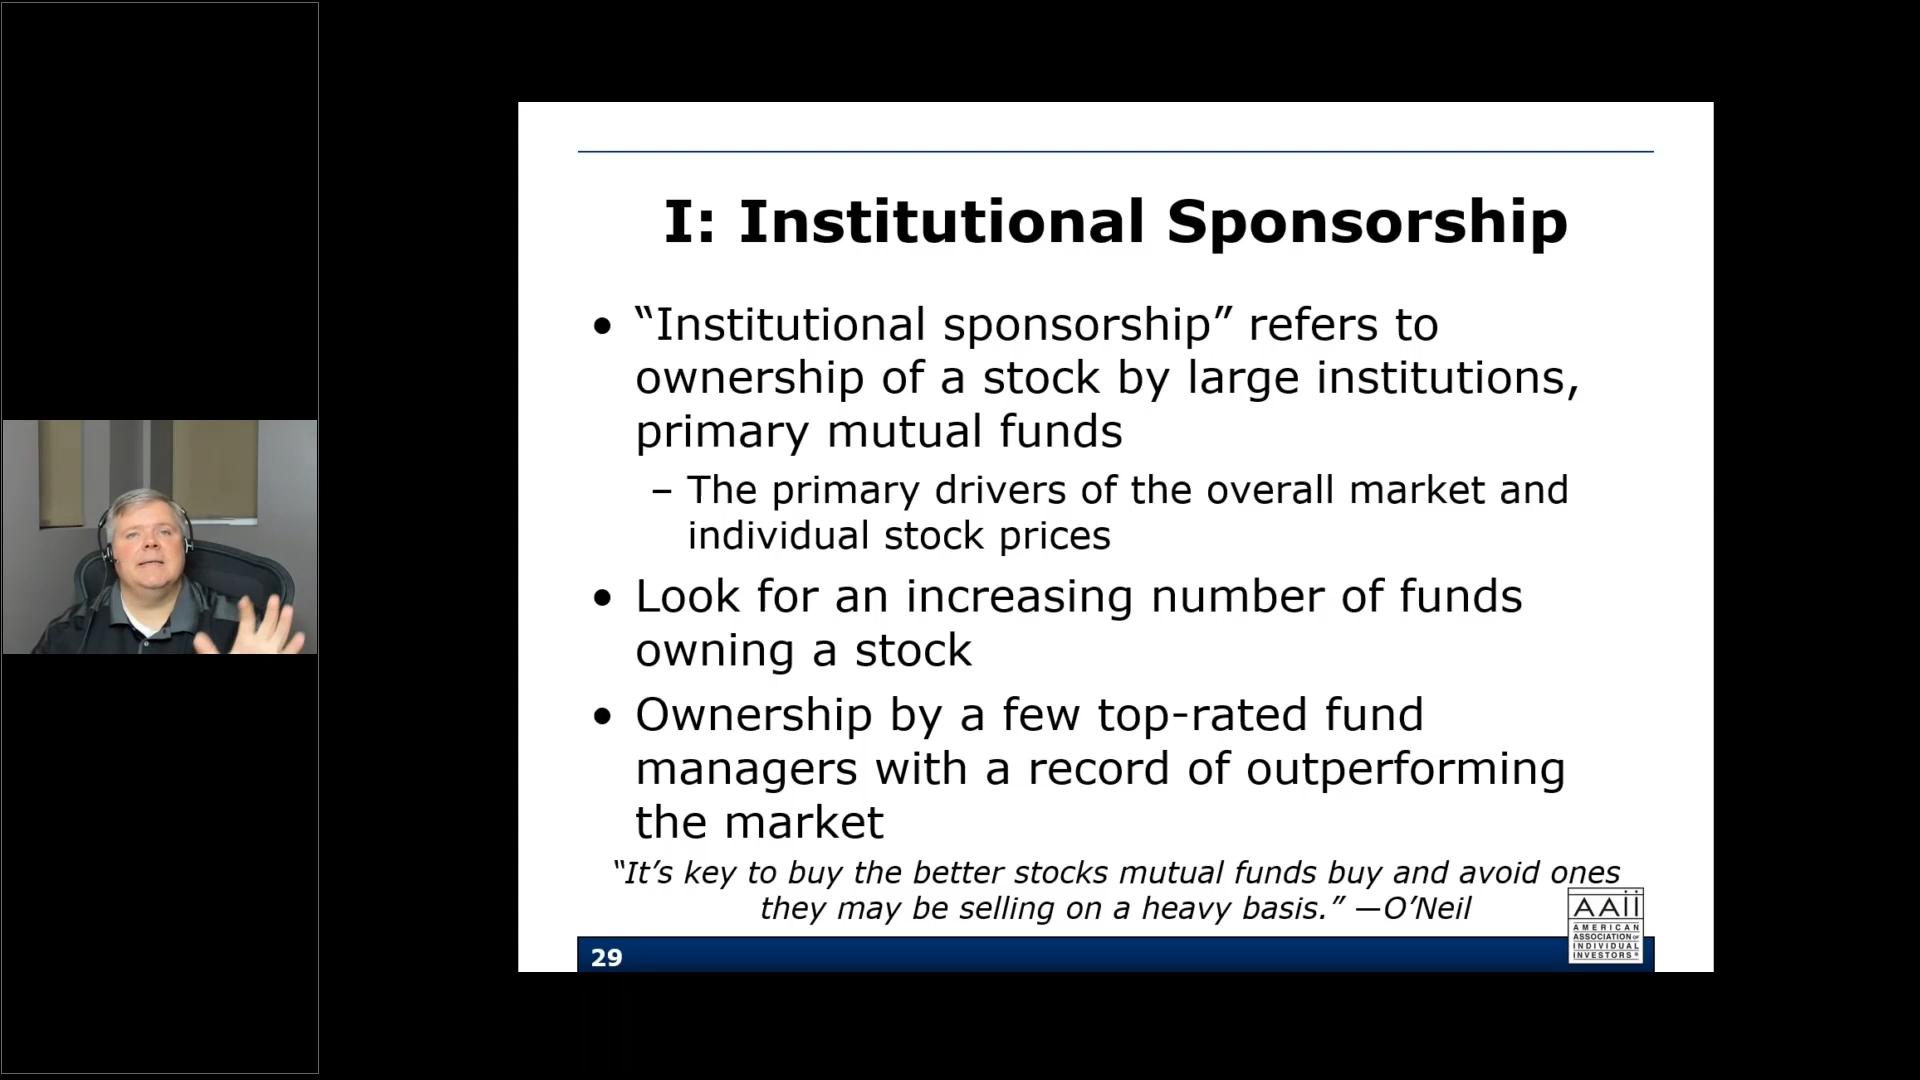 I: Institutional Sponsorship
• “Institutional sponsorship” refers to
ownership of a stock by large institutions,
primary mutual funds
– The primary drivers of the overall market and
individual stock prices
• Look for an increasing number of funds
owning a stock
• Ownership by a few top-rated fund
managers with a record of outperforming
the market
“It’s key to buy the better stocks mutual funds buy and avoid ones
they may be selling on a heavy basis.” —O’Neil
AAii
AMERICAN
ASSOCIATION OF
INDIVIDUAL
INVESTORS®
29